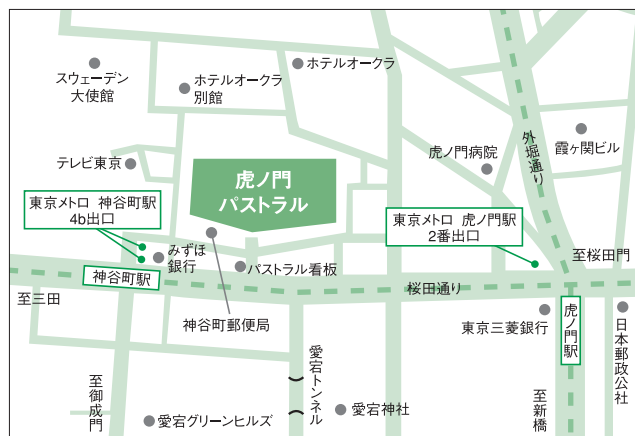 スウェーデン
大使館
ホテルオークラ
別館
ホテルオークラ
外堀通り
霞ヶ関ビル
虎ノ門病院
テレビ東京
虎ノ門
パストラル
東京メトロ 神谷町駅
4b出口
東京メトロ 虎ノ門駅
2番出口
みずほ
銀行
パストラル看板
神谷町駅
桜田通り
至桜田門
至三田
神谷町郵便局
東京三菱銀行
虎ノ門駅
日本郵政公社
愛宕トンネル
至御成門
愛宕グリーンヒルズ
愛宕神社
至新橋